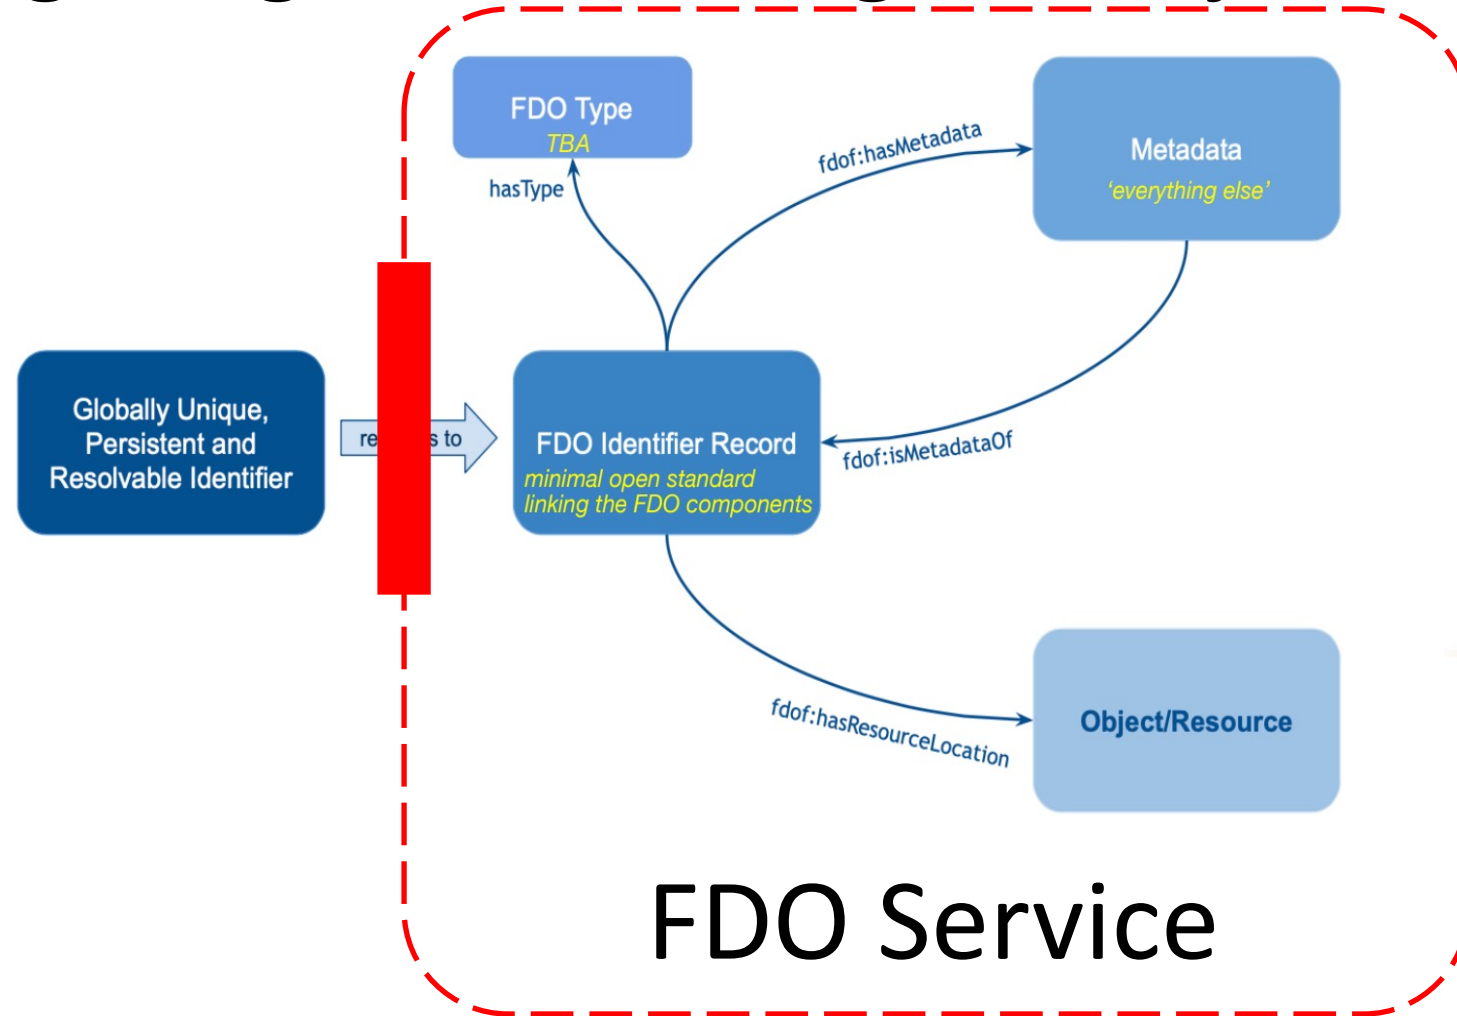 FDO Type
TBA
hasType
fdof:hasMetadata
Metadata
‘everything else’
Globally Unique,
Persistent and
Resolvable Identifier
to
FDO Identifier Record
minimal open standard
linking the FDO components
fdof:isMetadataOf
fdof:hasResourceLocation
Object/Resource
FDO Service